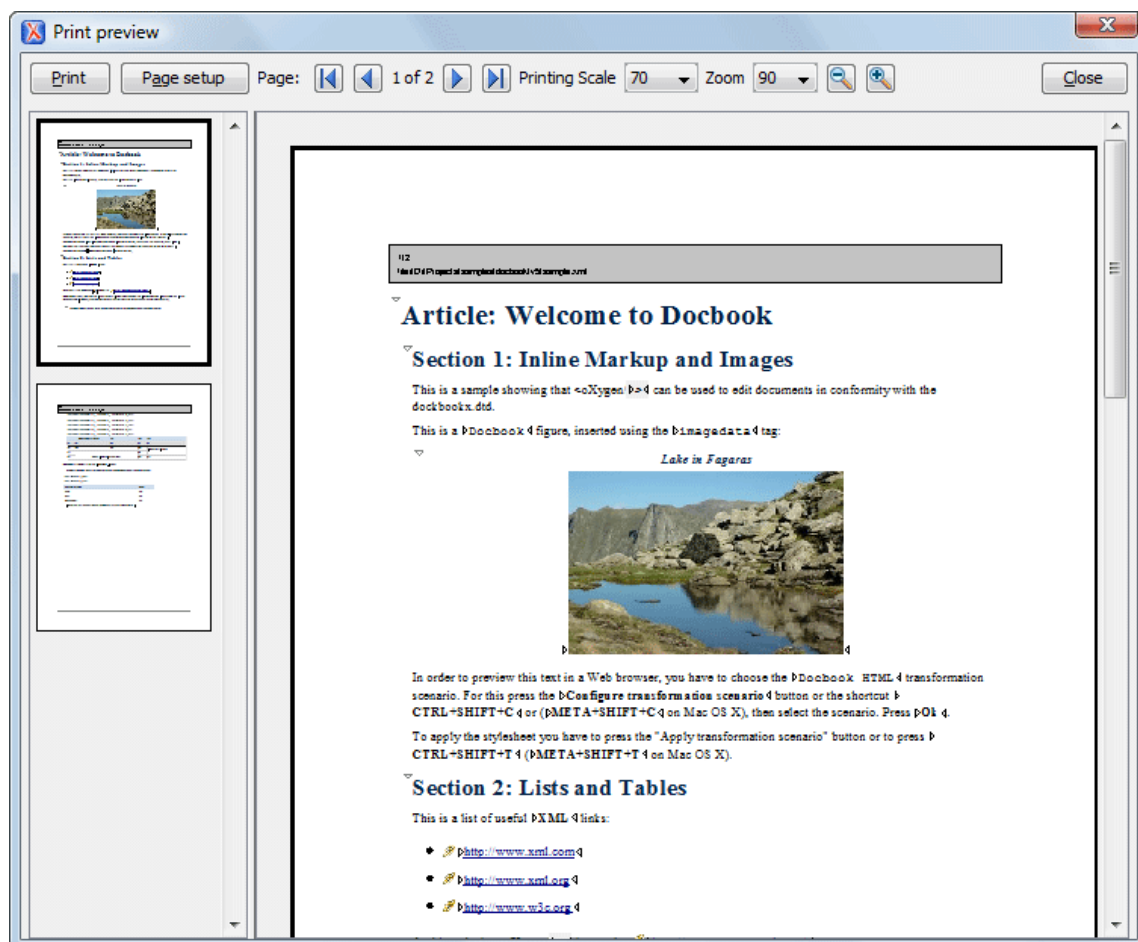 Print preview
Print Page setup Page: 1 of 2 Printing Scale 70 Zoom 90 Close
Article: Welcome to Docbook
Section 1: Inline Markup and Images
This is a sample showing that <oXygen/> can be used to edit documents in conformity with the
dockbookx.dtd.
This is a Docbook figure, inserted using the imagedata tag:
Lake in Fagaras
In order to preview this text in a Web browser, you have to choose the Docbook HTML transformation
scenario. For this press the Configure transformation scenario button or the shortcut
CTRL+SHIFT+C or (META+SHIFT+C on Mac OS X), then select the scenario. Press Ok .
To apply the stylesheet you have to press the "Apply transformation scenario" button or to press
CTRL+SHIFT+T (META+SHIFT+T on Mac OS X).
Section 2: Lists and Tables
This is a list of useful XML links:
http://www.xml.com
http://www.xml.org
http://www.w3c.org